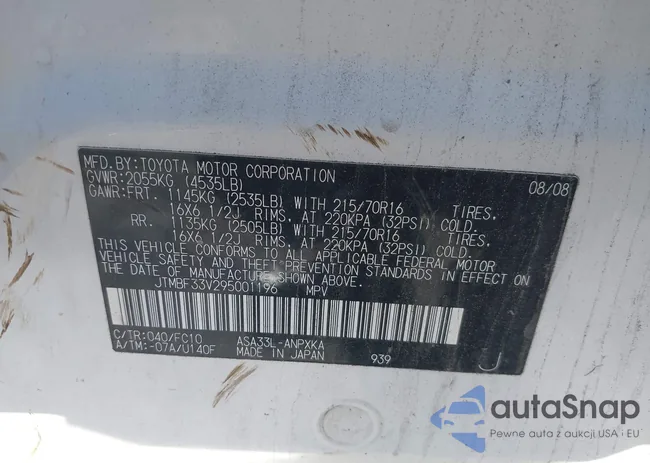 MFD. BY: TOYOTA MOTOR CORPORATION 08/08
GVWR: 2055KG (4535LB)
GAWR: FRT. 1145KG (2535LB) WITH 215/70R16 TIRES.
16X6 1/2J RIMS. AT 220KPA (32PSI) COLD.
RR. 1135KG (2505LB) WITH 215/70R16 TIRES.
16X6 1/2J RIMS. AT 220KPA (32PSI) COLD.
THIS VEHICLE CONFORMS TO ALL APPLICABLE FEDERAL MOTOR
VEHICLE SAFETY AND THEFT PREVENTION STANDARDS IN EFFECT ON
THE DATE OF MANUFACTURE SHOWN ABOVE.
JTMBF33V295001196 MPV
C/TR: 040/FC10 ASA33L-ANPXKA
A/TM: -07A/U140F MADE IN JAPAN 939 J
autaSnap
Pewne auta z aukcji USA i EU